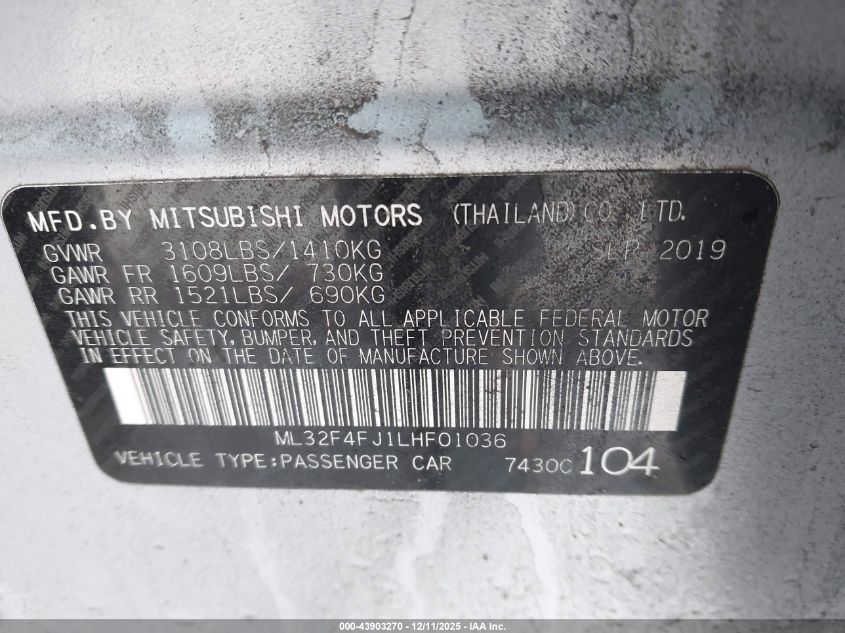 MFD.BY MITSUBISHI MOTORS (THAILAND) CO., LTD.
GVWR 3108LBS/1410KG SEP 2019
GAWR FR 1609LBS/ 730KG
GAWR RR 1521LBS/ 690KG
THIS VEHICLE CONFORMS TO ALL APPLICABLE FEDERAL MOTOR
VEHICLE SAFETY, BUMPER, AND THEFT PREVENTION STANDARDS
IN EFFECT ON THE DATE OF MANUFACTURE SHOWN ABOVE.
ML32F4FJ1LHF01036
VEHICLE TYPE:PASSENGER CAR 7430C 104
000-43903270 - 12/11/2025 - IAA Inc.